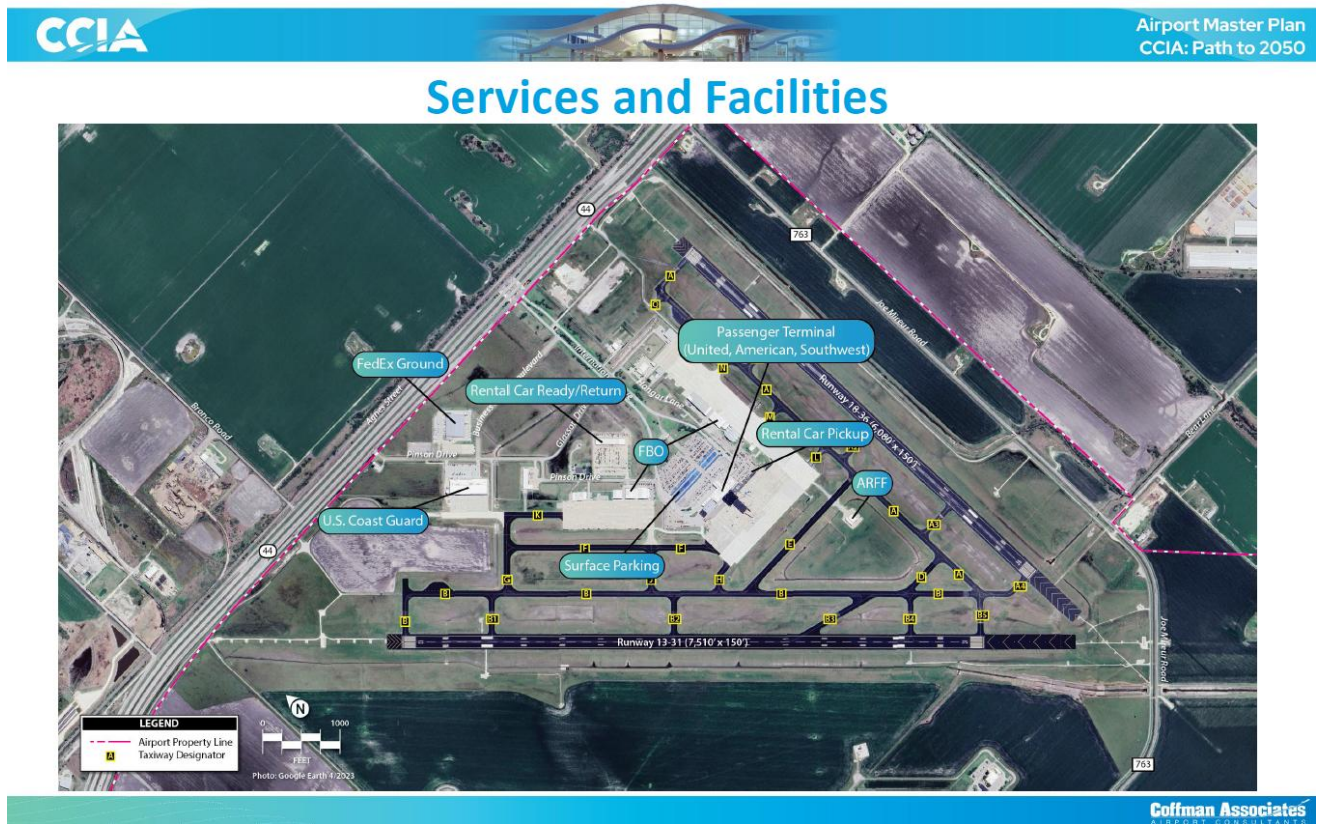 CCIA
Airport Master Plan
CCIA: Path to 2050
Services and Facilities
44
763
A
Joe Mireur Road
Passenger Terminal
(United, American, Southwest)
FedEx Ground
Bronco Road
Agnes Street
Rental Car Ready/Return
N
A
Runway 18-36 (6,080' x 150')
Bear Lane
Rental Car Pickup
FBO
Pinson Drive
Pinson Drive
ARFF
U.S. Coast Guard
K
A
A3
44
F
F
E
Surface Parking
G
H
D
A
A4
B
B
B
B
B
B1
B2
B3
B4
B5
Runway 13-31 (7,510' x 150')
Joe Mireur Road
N
0
1000
FEET
LEGEND
Airport Property Line
A
Taxiway Designator
Photo: Google Earth 4/2023
763
Coffman Associates
AIRPORT CONSULTANTS